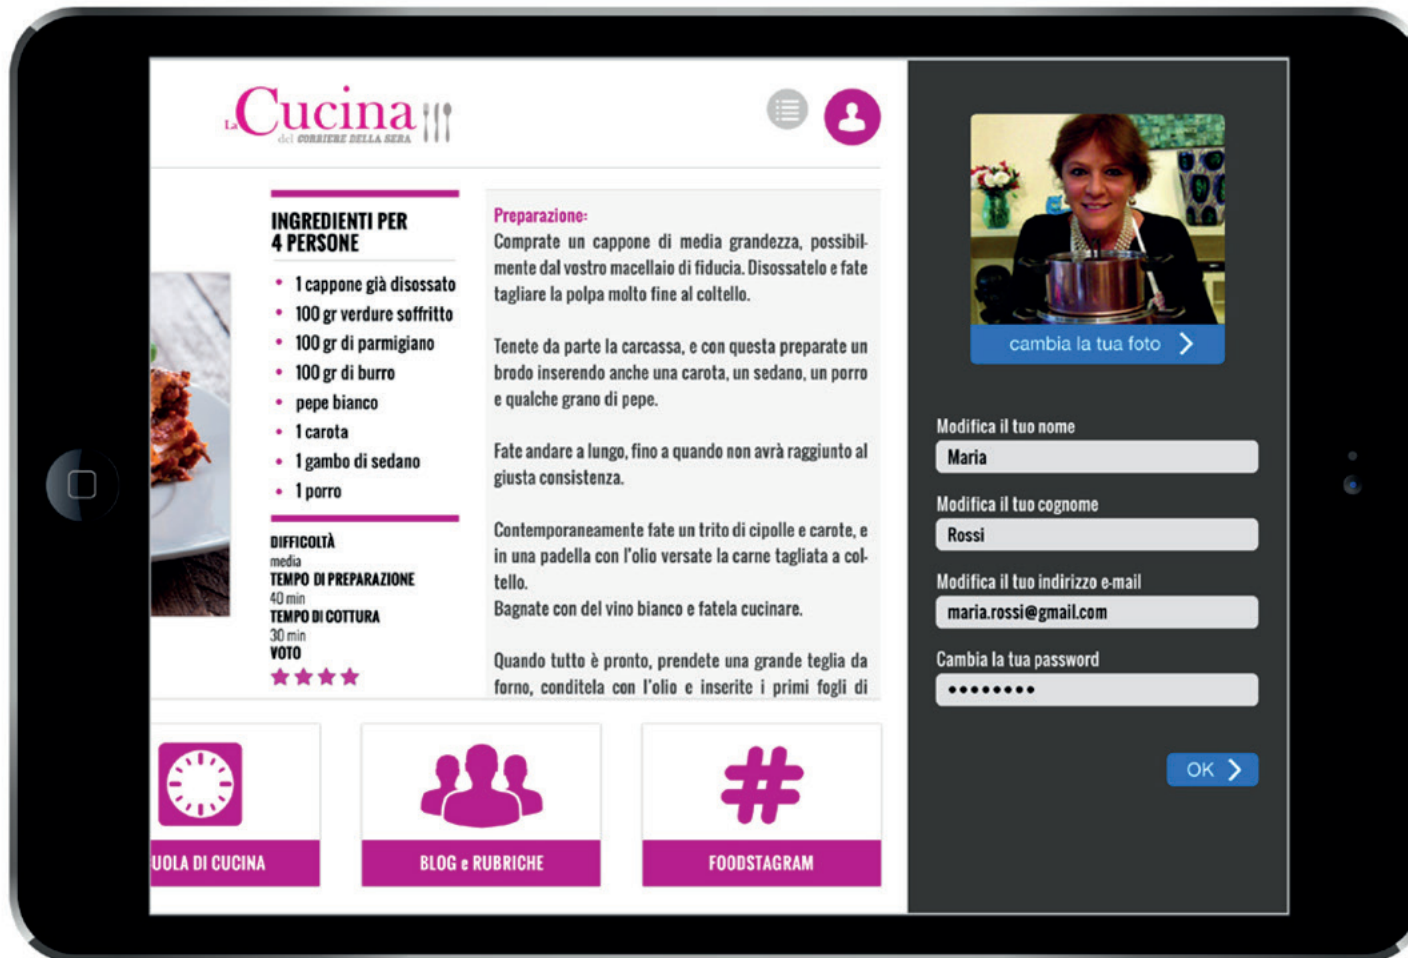 La Cucina
del CORRIERE DELLA SERA
INGREDIENTI PER
4 PERSONE
• 1 cappone già disossato
• 100 gr verdure soffritto
• 100 gr di parmigiano
• 100 gr di burro
• pepe bianco
• 1 carota
• 1 gambo di sedano
• 1 porro
DIFFICOLTÀ
media
TEMPO DI PREPARAZIONE
40 min
TEMPO DI COTTURA
30 min
VOTO
Preparazione:
Comprate un cappone di media grandezza, possibil-
mente dal vostro macellaio di fiducia. Disossatelo e fate
tagliare la polpa molto fine al coltello.
Tenete da parte la carcassa, e con questa preparate un
brodo inserendo anche una carota, un sedano, un porro
e qualche grano di pepe.
Fate andare a lungo, fino a quando non avrà raggiunto al
giusta consistenza.
Contemporaneamente fate un trito di cipolle e carote, e
in una padella con l'olio versate la carne tagliata a col-
tello.
Bagnate con del vino bianco e fatela cucinare.
Quando tutto è pronto, prendete una grande teglia da
forno, conditela con l'olio e inserite i primi fogli di
UOLA DI CUCINA
BLOG e RUBRICHE
#
FOODSTAGRAM
cambia la tua foto
Modifica il tuo nome
Maria
Modifica il tuo cognome
Rossi
Modifica il tuo indirizzo e-mail
maria.rossi@gmail.com
Cambia la tua password
••••••••
OK